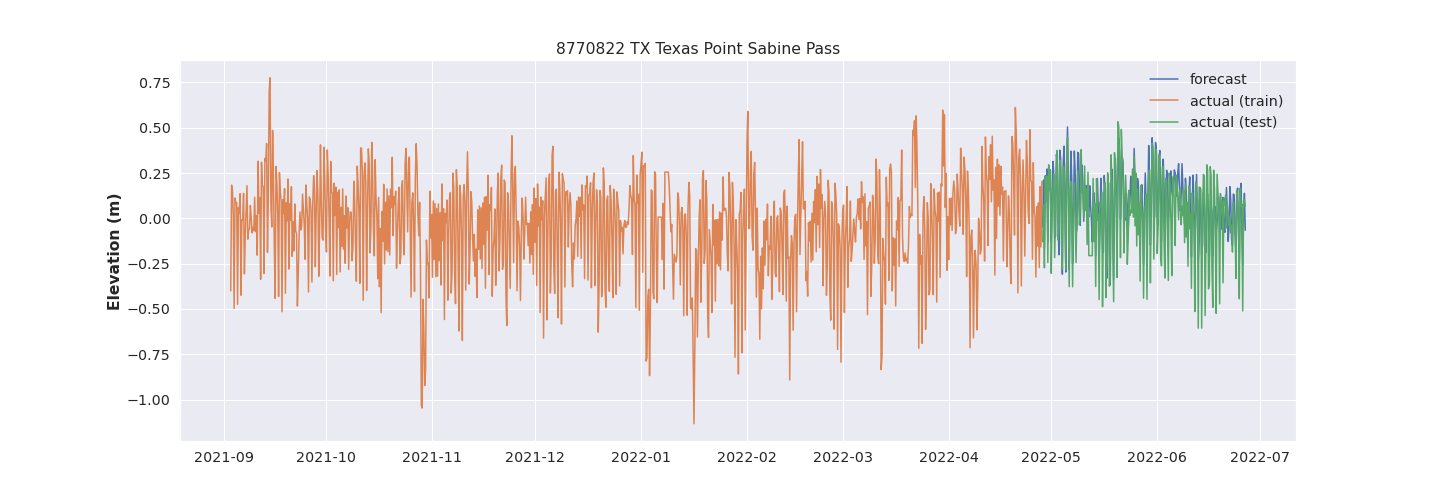 8770822 TX Texas Point Sabine Pass
forecast
actual (train)
actual (test)
Elevation (m)
0.75
0.50
0.25
0.00
−0.25
−0.50
−0.75
−1.00
2021-09 2021-10 2021-11 2021-12 2022-01 2022-02 2022-03 2022-04 2022-05 2022-06 2022-07